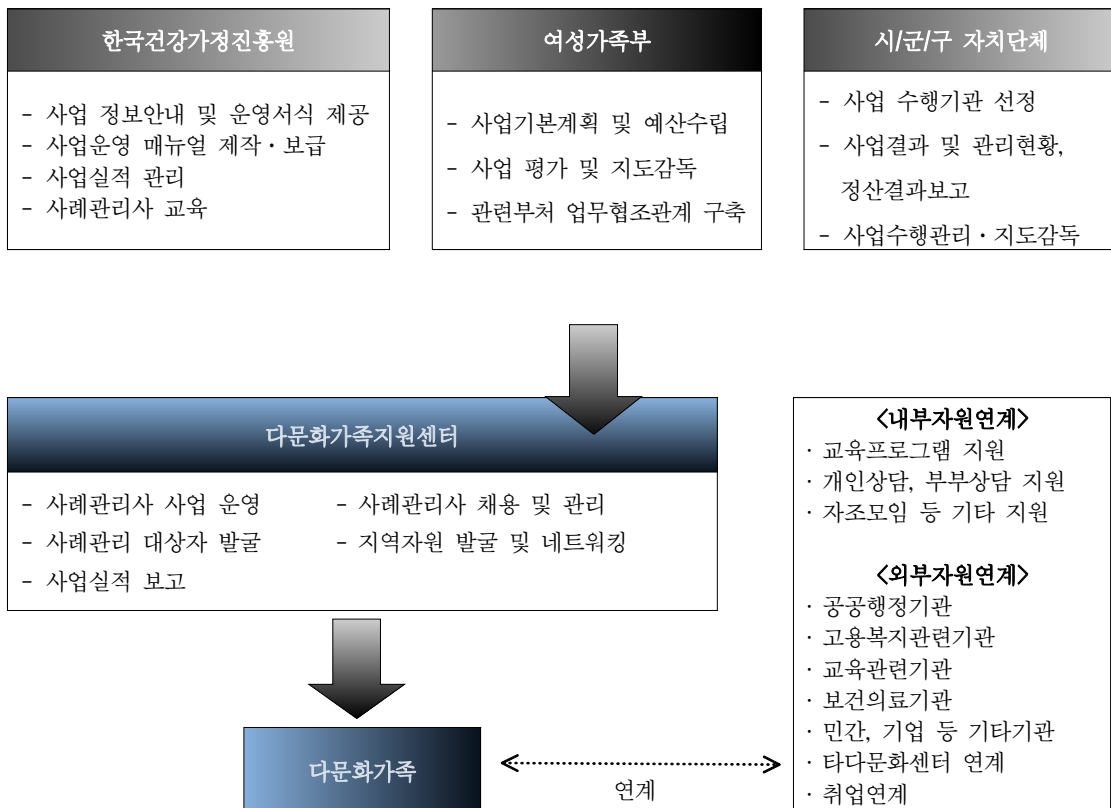 한국건강가정진흥원
- 사업 정보안내 및 운영서식 제공
- 사업운영 매뉴얼 제작·보급
- 사업실적 관리
- 사례관리사 교육
여성가족부
- 사업기본계획 및 예산수립
- 사업 평가 및 지도감독
- 관련부처 업무협조관계 구축
시/군/구 자치단체
- 사업 수행기관 선정
- 사업결과 및 관리현황,
정산결과보고
- 사업수행관리·지도감독
다문화가족지원센터
- 사례관리사 사업 운영 - 사례관리사 채용 및 관리
- 사례관리 대상자 발굴 - 지역자원 발굴 및 네트워킹
- 사업실적 보고
<내부자원연계>
· 교육프로그램 지원
· 개인상담, 부부상담 지원
· 자조모임 등 기타 지원
<외부자원연계>
· 공공행정기관
· 고용복지관련기관
· 교육관련기관
· 보건의료기관
· 민간, 기업 등 기타기관
· 타다문화센터 연계
· 취업연계
다문화가족
연계